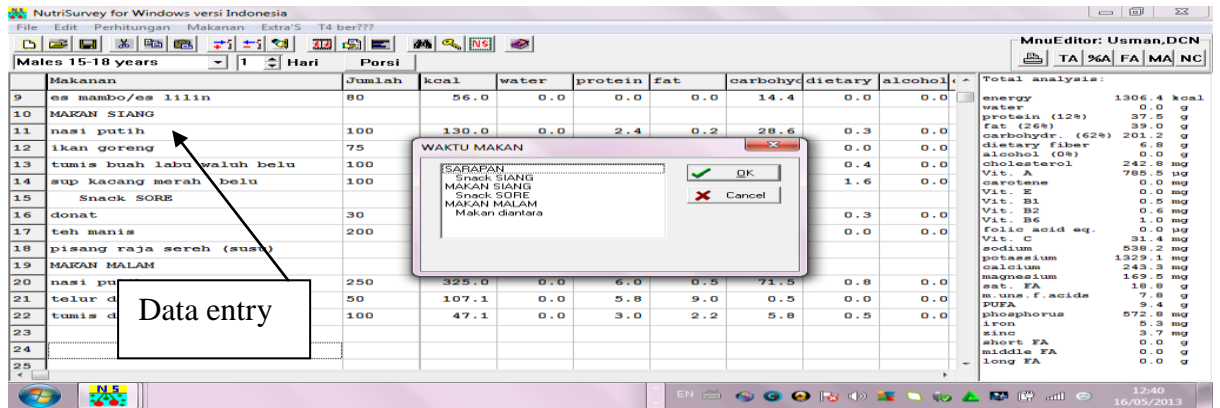 NutriSurvey for Windows versi Indonesia
File Edit Perhitungan Makanan Extra'S T4 ber???
NS
MnuEditor: Usman,DCN
Males 15-18 years 1 Hari Porsi TA %A FA MA NC
Makanan Jumlah kcal water protein fat carbohyd dietary alcohol
9 es mambo/es lilin 80 56.0 0.0 0.0 0.0 14.4 0.0 0.0
10 MAKAN SIANG
11 nasi putih 100 130.0 0.0 2.4 0.2 28.6 0.3 0.0
12 ikan goreng 75 0.0 0.0
13 tumis buah labu waluh belu 100 0.4 0.0
14 sup kacang merah belu 100 1.6 0.0
15 Snack SORE
16 donat 30 0.3 0.0
17 teh manis 200 0.0 0.0
18 pisang raja sereh (susu)
19 MAKAN MALAM
20 nasi pu 250 325.0 0.0 6.0 0.5 71.5 0.8 0.0
21 telur d 50 107.1 0.0 5.8 9.0 0.5 0.0 0.0
22 tumis d 100 47.1 0.0 3.0 2.2 5.8 0.5 0.0
23
24
25
Data entry
WAKTU MAKAN
SARAPAN
Snack SIANG
MAKAN SIANG
Snack SORE
MAKAN MALAM
Makan diantara
OK
Cancel
Total analysis:
energy 1306.4 kcal
water 0.0 g
protein (12%) 37.5 g
fat (26%) 39.0 g
carbohydr. (62%) 201.2 g
dietary fiber 6.8 g
alcohol (0%) 0.0 g
cholesterol 242.8 mg
Vit. A 785.5 µg
carotene 0.0 mg
Vit. E 0.0 mg
Vit. B1 0.5 mg
Vit. B2 0.6 mg
Vit. B6 1.0 mg
folic acid eq. 0.0 µg
Vit. C 31.4 mg
sodium 538.2 mg
potassium 1329.1 mg
calcium 243.3 mg
magnesium 169.5 mg
sat. FA 18.8 g
m.uns.f.acids 7.8 g
PUFA 9.4 g
phosphorus 572.8 mg
iron 5.3 mg
zinc 3.7 mg
short FA 0.0 g
middle FA 0.0 g
long FA 0.0 g
NS
EN
12:40
16/05/2013